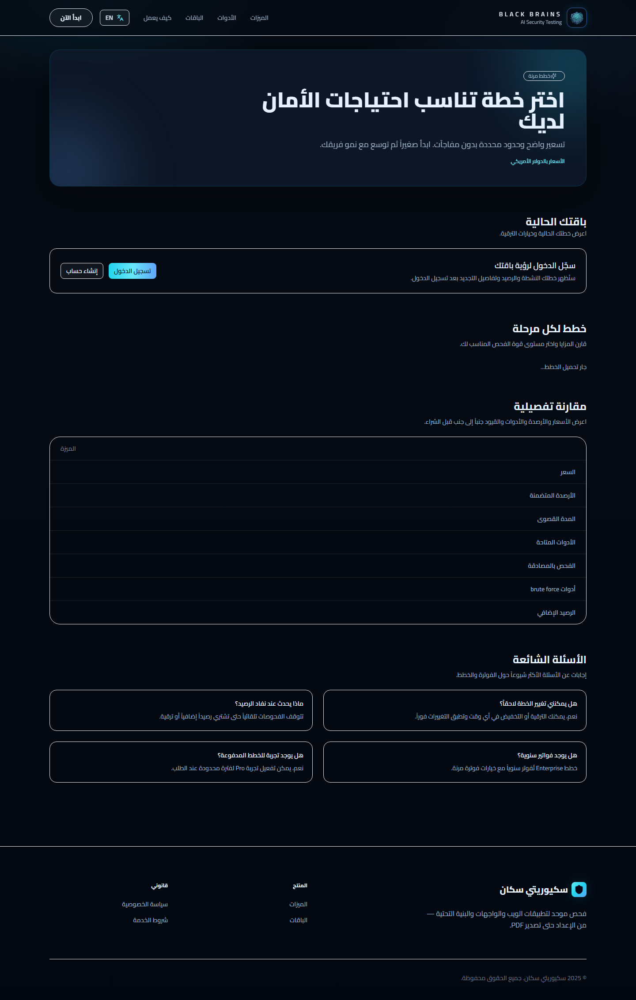 BLACK BRAINS
AI Security Testing
الميزات
الأدوات
الباقات
كيف يعمل
EN
ابدأ الآن
خطط مرنة
اختر خطة تناسب احتياجات الأمان
لديك
تسعير واضح وحدود محددة بدون مفاجآت. ابدأ صغيراً ثم توسع مع نمو فريقك.
الأسعار بالدولار الأمريكي
باقتك الحالية
اعرض خطتك الحالية وخيارات الترقية.
سجّل الدخول لرؤية باقتك
سنُظهر خطتك النشطة والرصيد وتفاصيل التجديد بعد تسجيل الدخول.
تسجيل الدخول
إنشاء حساب
خطط لكل مرحلة
قارن المزايا واختر مستوى قوة الفحص المناسب لك.
جار تحميل الخطط...
مقارنة تفصيلية
اعرض الأسعار والأرصدة والأدوات والقيود جنباً إلى جنب قبل الشراء.
الميزة
السعر
الأرصدة المتضمنة
المدة القصوى
الأدوات المتاحة
الفحص بالمصادقة
أدوات brute force
الرصيد الإضافي
الأسئلة الشائعة
إجابات عن الأسئلة الأكثر شيوعاً حول الفوترة والخطط.
هل يمكنني تغيير الخطة لاحقاً؟
نعم، يمكنك الترقية أو التخفيض في أي وقت وتطبق التغييرات فوراً.
ماذا يحدث عند نفاد الرصيد؟
تتوقف الفحوصات تلقائياً حتى تشتري رصيداً إضافياً أو ترقية.
هل يوجد فواتير سنوية؟
خطط Enterprise تُفوتر سنوياً مع خيارات فوترة مرنة.
هل يوجد تجربة للخطط المدفوعة؟
نعم، يمكن تفعيل تجربة Pro لفترة محدودة عند الطلب.
سكيوريتي سكان
فحص موحد لتطبيقات الويب والواجهات والبنية التحتية —
من الإعداد حتى تصدير PDF.
المنتج
الميزات
الباقات
قانوني
سياسة الخصوصية
شروط الخدمة
© 2025 سكيوريتي سكان. جميع الحقوق محفوظة.